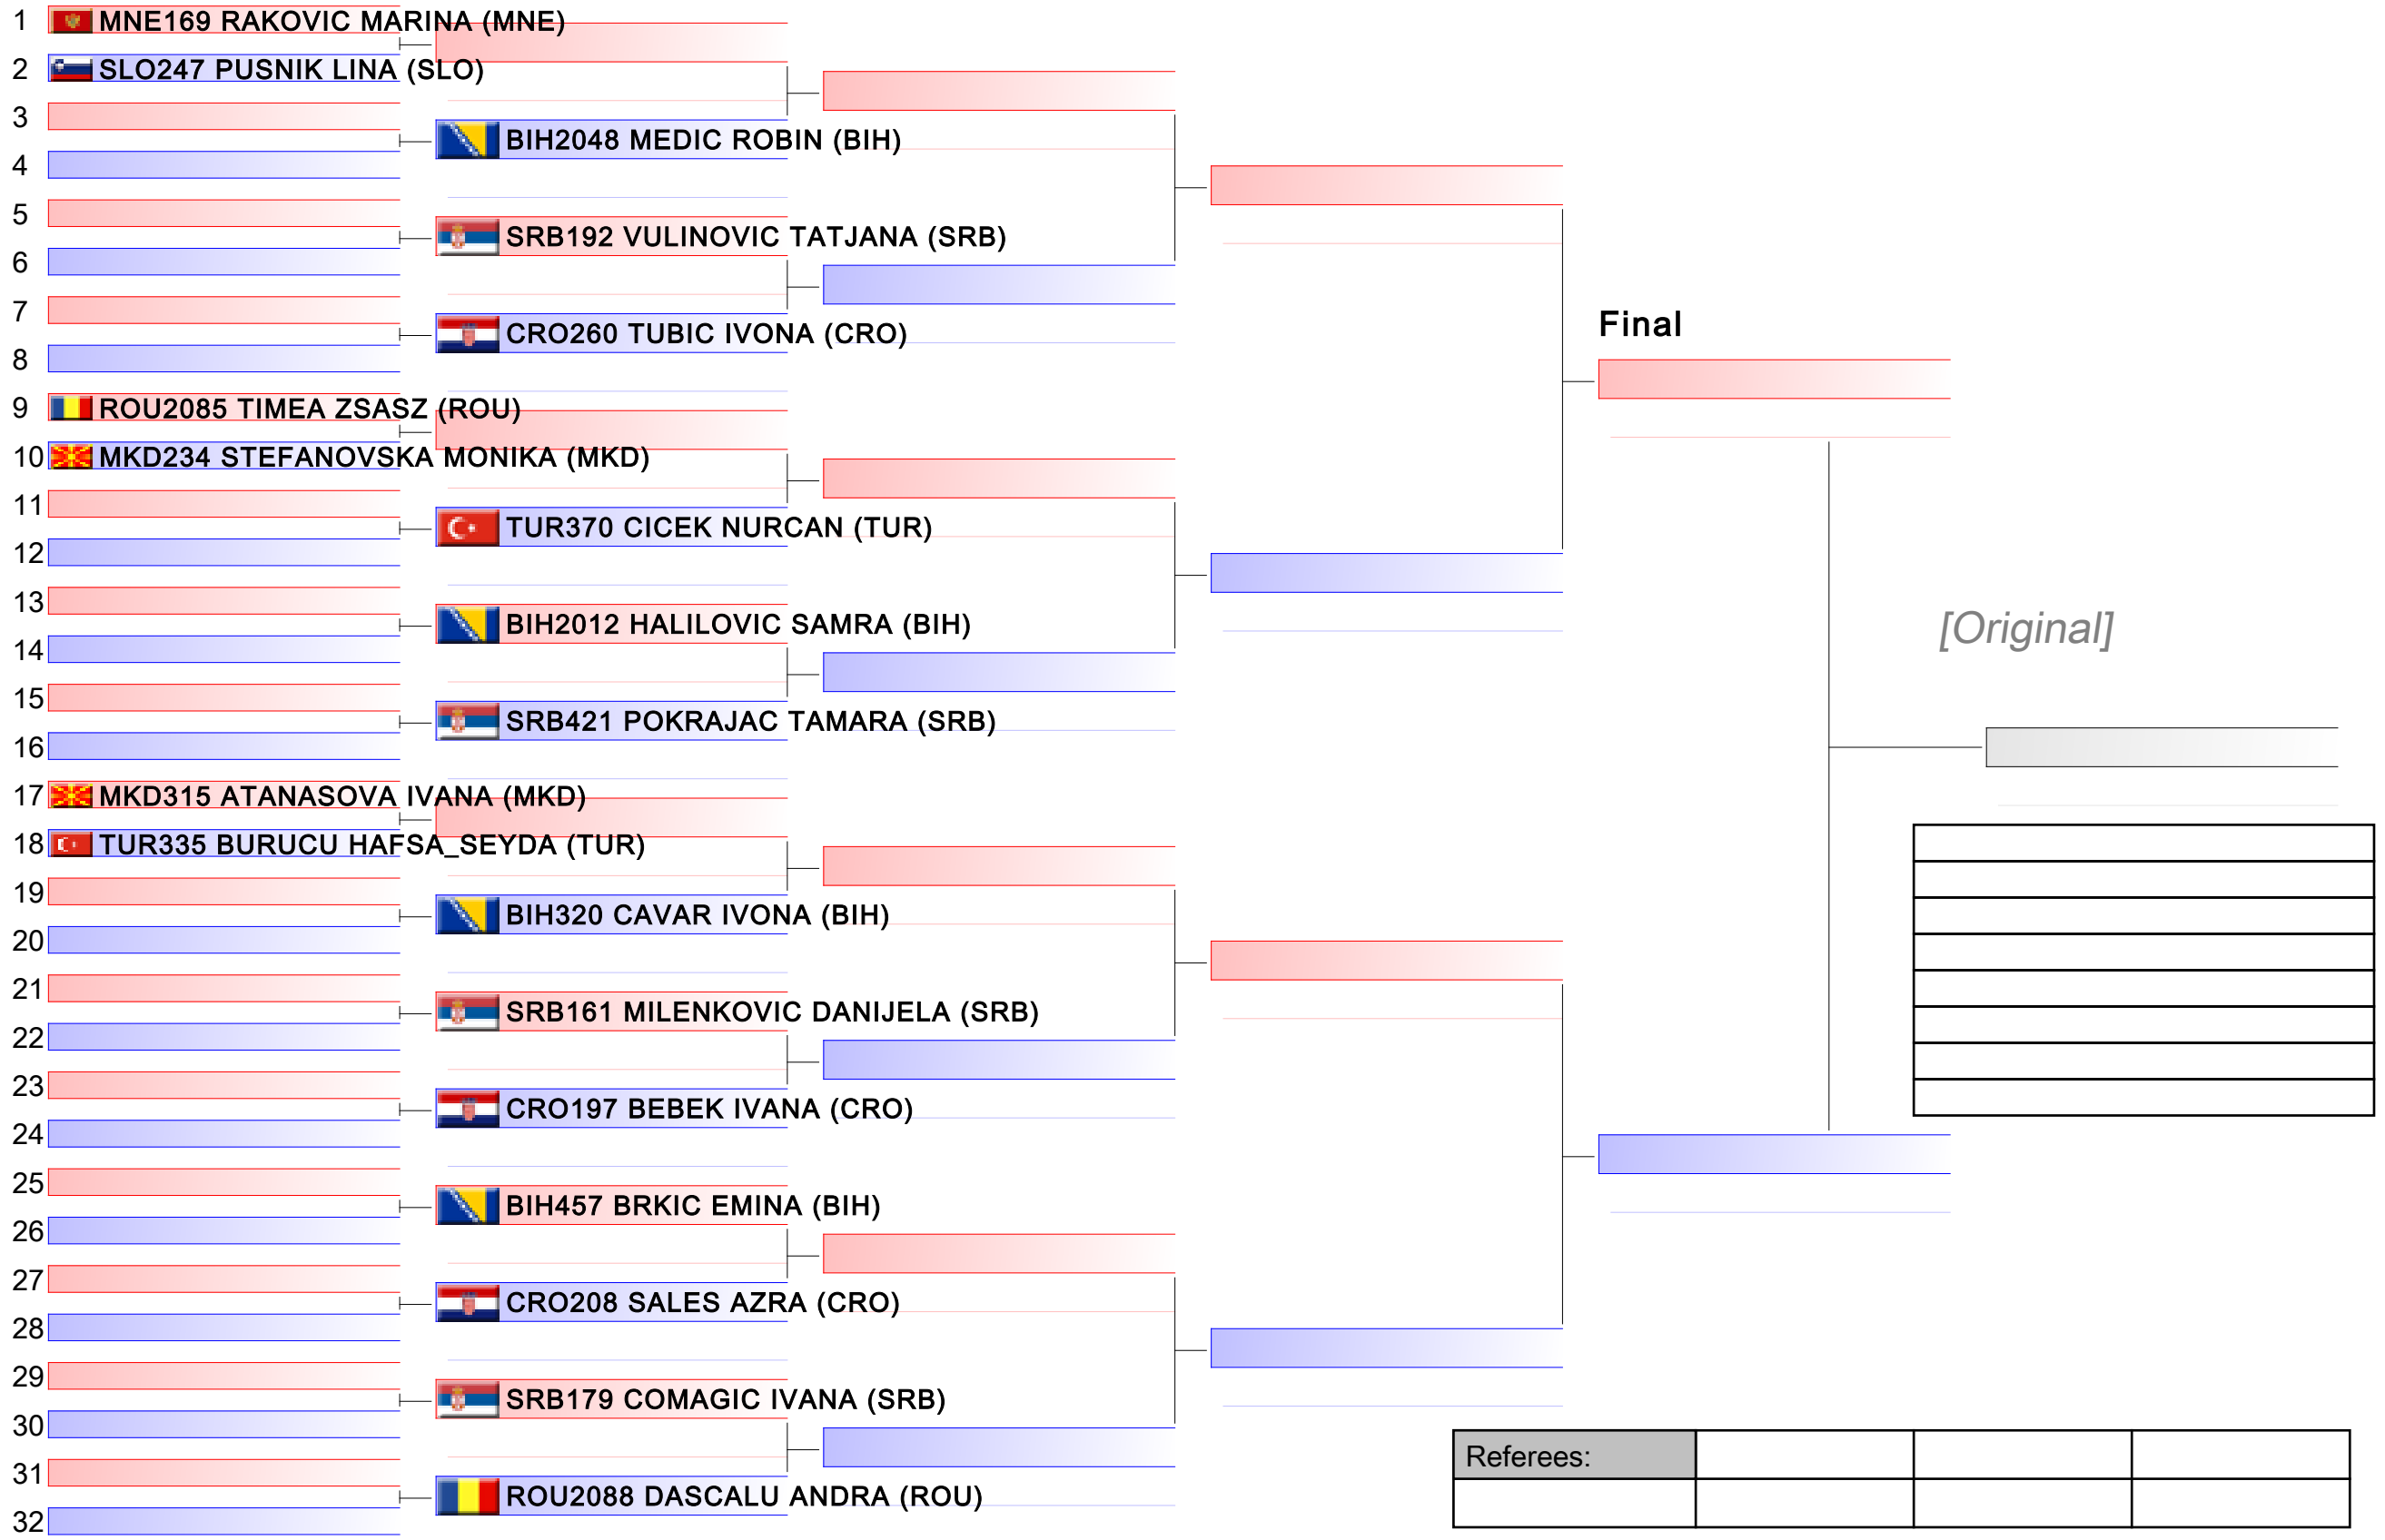 1 MNE169 RAKOVIC MARINA (MNE)
2 SLO247 PUSNIK LINA (SLO)
3
BIH2048 MEDIC ROBIN (BIH)
4
5
SRB192 VULINOVIC TATJANA (SRB)
6
7
CRO260 TUBIC IVONA (CRO)
8
9 ROU2085 TIMEA ZSASZ (ROU)
10 MKD234 STEFANOVSKA MONIKA (MKD)
11
TUR370 CICEK NURCAN (TUR)
12
13
BIH2012 HALILOVIC SAMRA (BIH)
14
15
SRB421 POKRAJAC TAMARA (SRB)
16
17 MKD315 ATANASOVA IVANA (MKD)
18 TUR335 BURUCU HAFSA_SEYDA (TUR)
19
BIH320 CAVAR IVONA (BIH)
20
21
SRB161 MILENKOVIC DANIJELA (SRB)
22
23
CRO197 BEBEK IVANA (CRO)
24
25
BIH457 BRKIC EMINA (BIH)
26
27
CRO208 SALES AZRA (CRO)
28
29
SRB179 COMAGIC IVANA (SRB)
30
31
ROU2088 DASCALU ANDRA (ROU)
32
Final
[Original]
Referees: